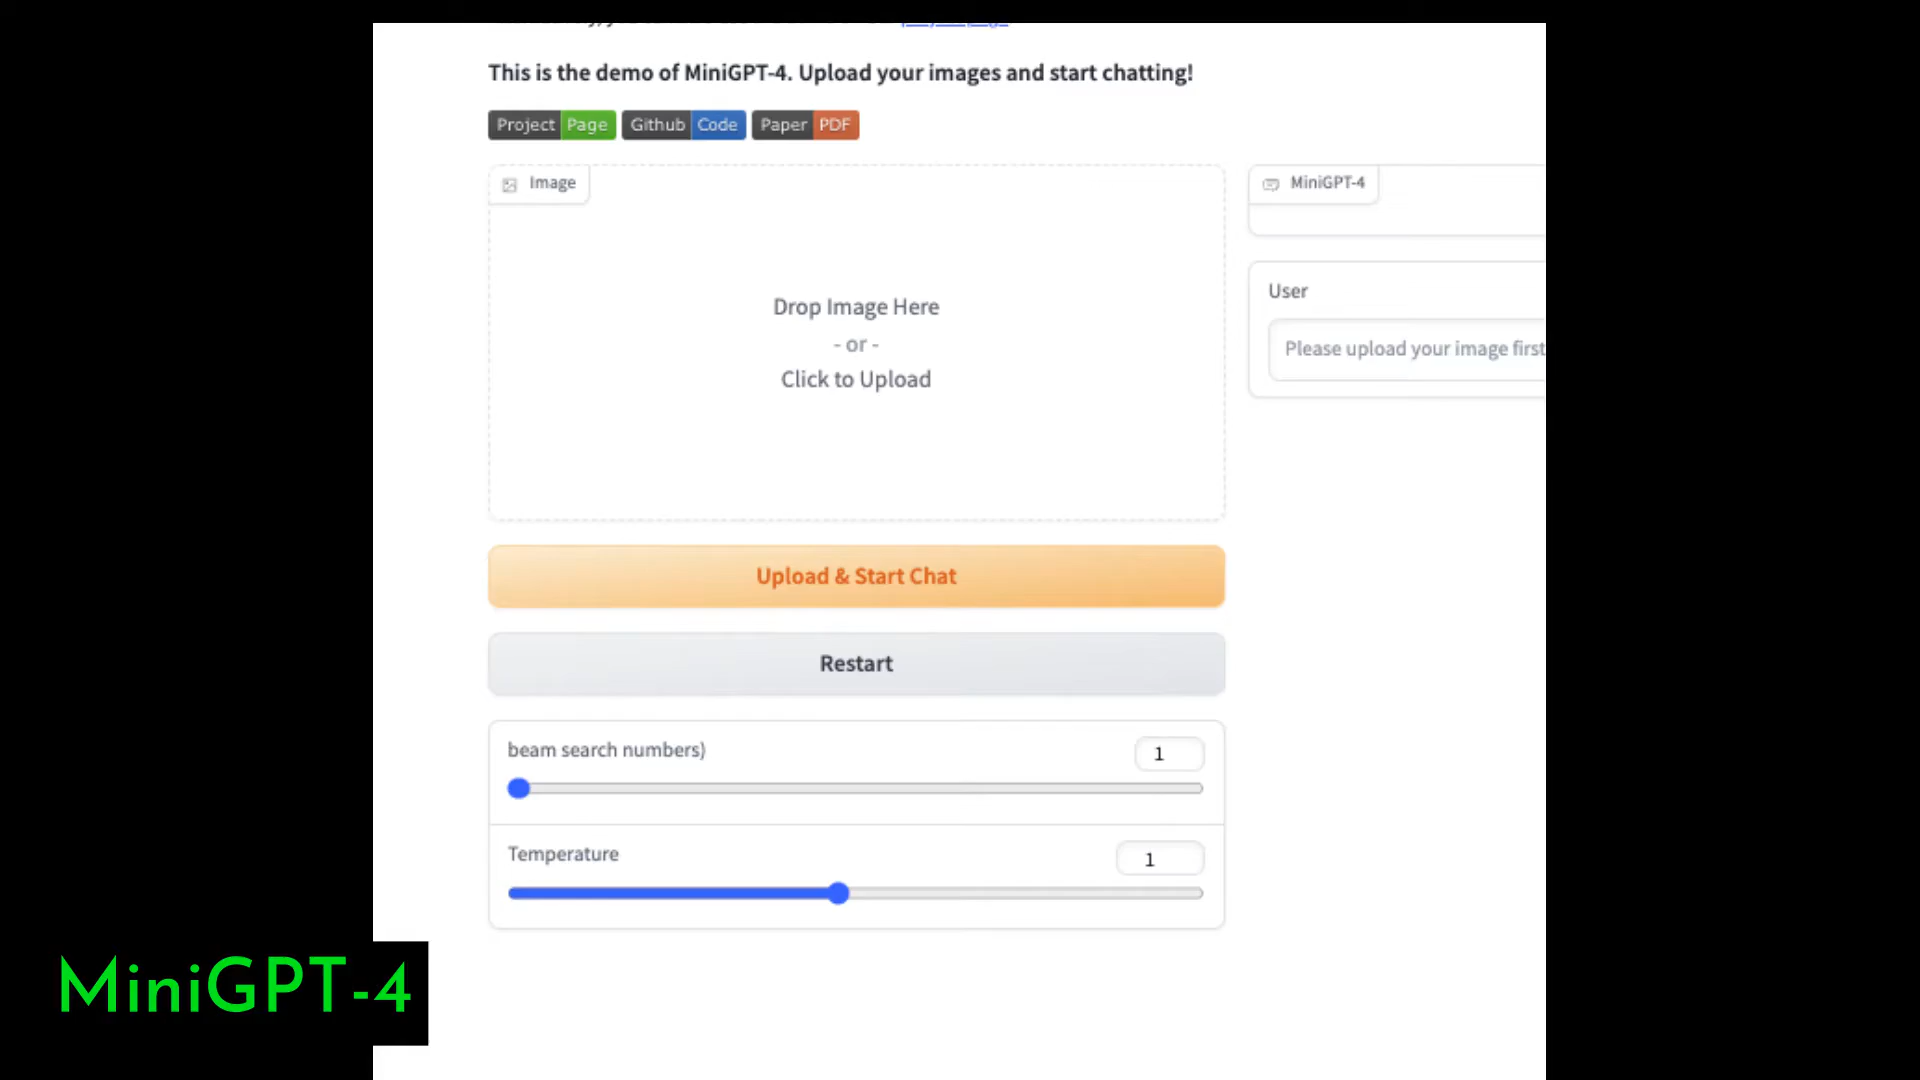 This is the demo of MiniGPT-4. Upload your images and start chatting!
Project Page Github Code Paper PDF
Image
Drop Image Here
- or -
Click to Upload
Upload & Start Chat
Restart
beam search numbers) 1
Temperature 1
MiniGPT-4
User
Please upload your image first
MiniGPT-4